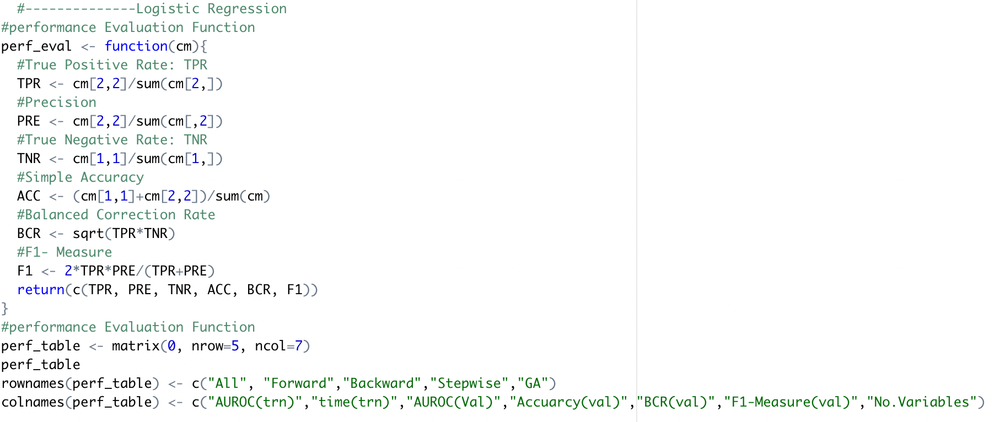 #--------------Logistic Regression
#performance Evaluation Function
perf_eval <- function(cm){
#True Positive Rate: TPR
TPR <- cm[2,2]/sum(cm[2,])
#Precision
PRE <- cm[2,2]/sum(cm[,2])
#True Negative Rate: TNR
TNR <- cm[1,1]/sum(cm[1,])
#Simple Accuracy
ACC <- (cm[1,1]+cm[2,2])/sum(cm)
#Balanced Correction Rate
BCR <- sqrt(TPR*TNR)
#F1- Measure
F1 <- 2*TPR*PRE/(TPR+PRE)
return(c(TPR, PRE, TNR, ACC, BCR, F1))
}
#performance Evaluation Function
perf_table <- matrix(0, nrow=5, ncol=7)
perf_table
rownames(perf_table) <- c("All", "Forward","Backward","Stepwise","GA")
colnames(perf_table) <- c("AUROC(trn)","time(trn)","AUROC(Val)","Accuarcy(val)","BCR(val)","F1-Measure(val)","No.Variables")